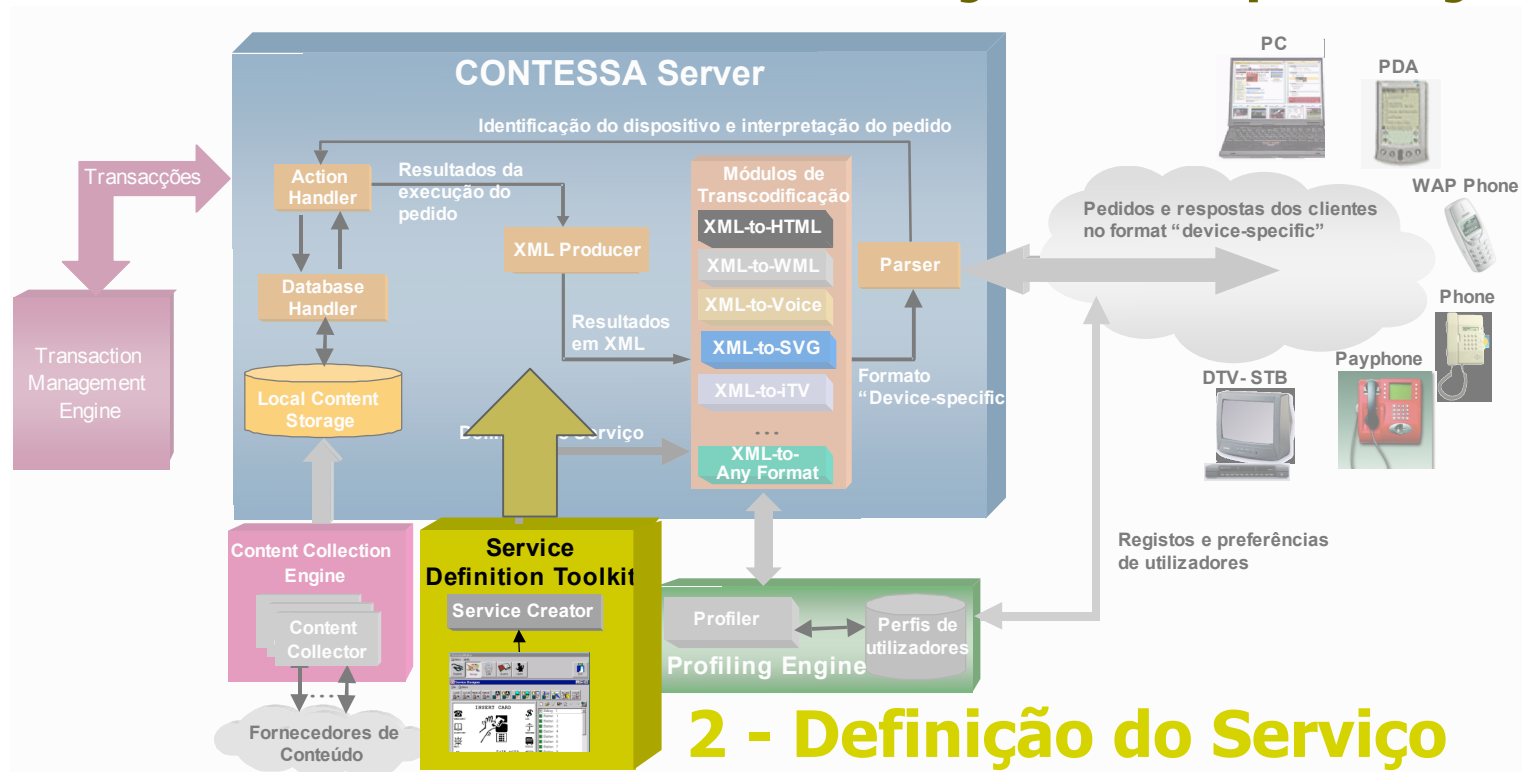 CONTESSA Server
Identificação do dispositivo e interpretação do pedido
Transacções
Action
Handler
Resultados da
execução do
pedido
Módulos de
Transcodificação
XML-to-HTML
XML-to-WML
XML-to-Voice
XML-to-SVG
XML-to-iTV
...
XML-to-
Any Format
XML Producer
Parser
Database
Handler
Resultados
em XML
Formato
“Device-specific
Local Content
Storage
Serviço
Transaction
Management
Engine
PC
PDA
WAP Phone
Pedidos e respostas dos clientes
no format “device-specific”
Phone
Payphone
DTV- STB
Registos e preferências
de utilizadores
Content Collection
Engine
Content
Collector
.....
Fornecedores de
Conteúdo
Service
Definition Toolkit
Service Creator
INSERT CARD
Profiler
Perfis de
utilizadores
Profiling Engine
2 - Definição do Serviço